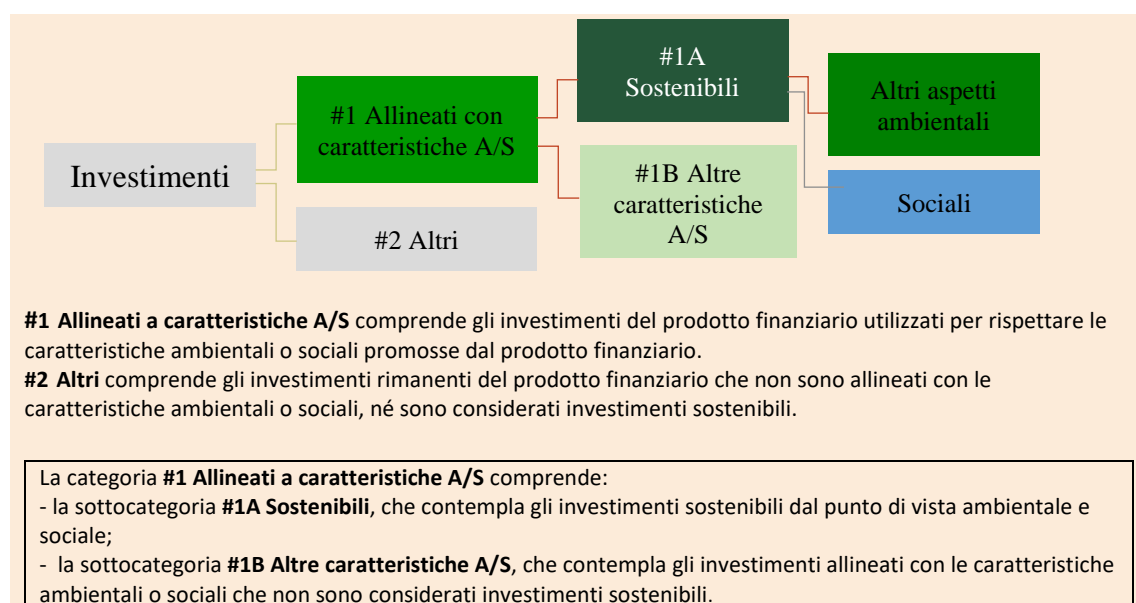 #1A
Sostenibili
Altri aspetti
ambientali
#1 Allineati con
caratteristiche A/S
Investimenti
#1B Altre
caratteristiche
A/S
Sociali
#2 Altri
#1 Allineati a caratteristiche A/S comprende gli investimenti del prodotto finanziario utilizzati per rispettare le
caratteristiche ambientali o sociali promosse dal prodotto finanziario.
#2 Altri comprende gli investimenti rimanenti del prodotto finanziario che non sono allineati con le
caratteristiche ambientali o sociali, né sono considerati investimenti sostenibili.
La categoria #1 Allineati a caratteristiche A/S comprende:
- la sottocategoria #1A Sostenibili, che contempla gli investimenti sostenibili dal punto di vista ambientale e
sociale;
- la sottocategoria #1B Altre caratteristiche A/S, che contempla gli investimenti allineati con le caratteristiche
ambientali o sociali che non sono considerati investimenti sostenibili.